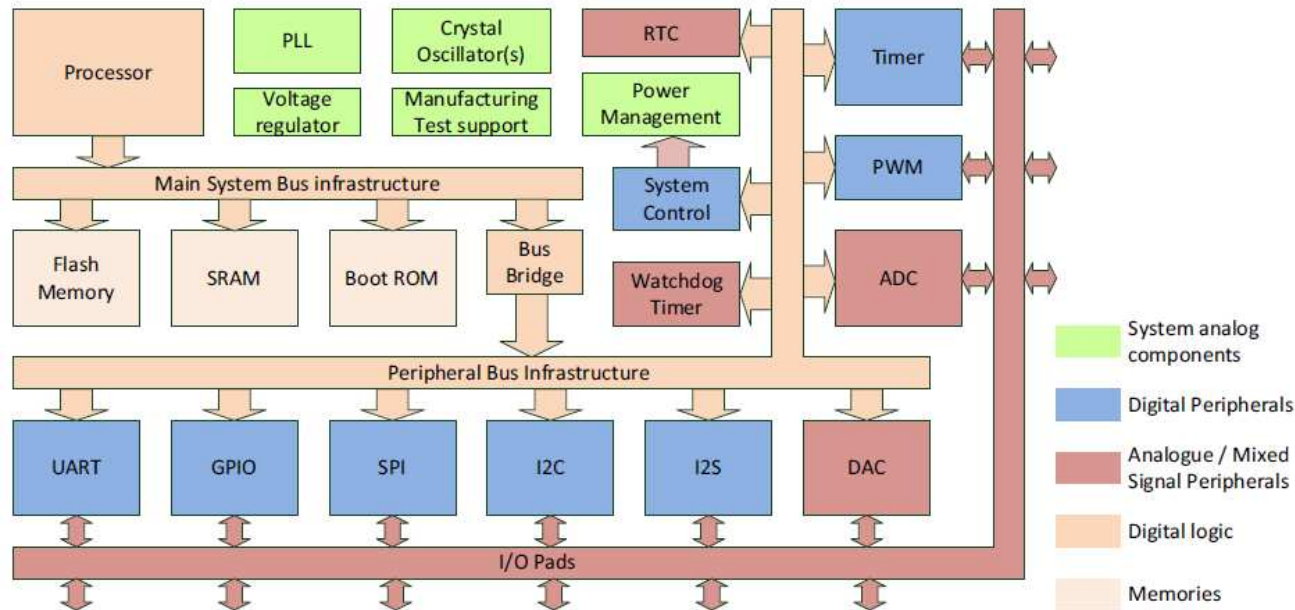 Processor
PLL
Crystal
Oscillator(s)
Voltage
regulator
Manufacturing
Test support
RTC
Power
Management
Timer
Main System Bus infrastructure
System
Control
PWM
Flash
Memory
SRAM
Boot ROM
Bus
Bridge
Watchdog
Timer
ADC
Peripheral Bus Infrastructure
UART
GPIO
SPI
I2C
I2S
DAC
I/O Pads
System analog
components
Digital Peripherals
Analogue / Mixed
Signal Peripherals
Digital logic
Memories